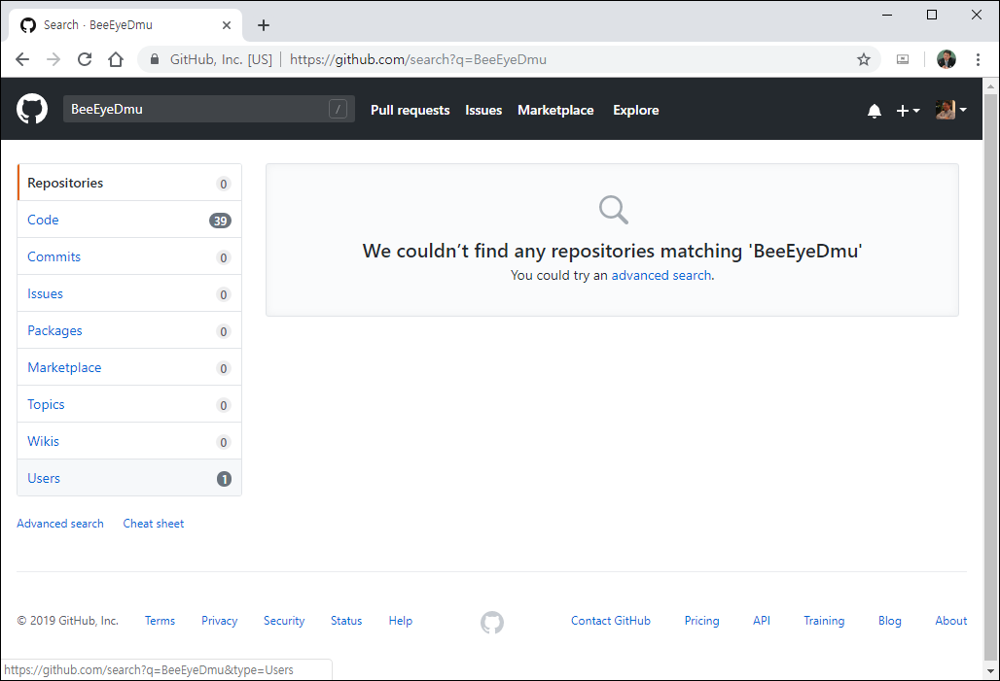 Search · BeeEyeDmu
GitHub, Inc. [US] | https://github.com/search?q=BeeEyeDmu
BeeEyeDmu / Pull requests Issues Marketplace Explore
Repositories 0
Code 39
Commits 0
Issues 0
Packages 0
Marketplace 0
Topics 0
Wikis 0
Users 1
Advanced search Cheat sheet
We couldn’t find any repositories matching 'BeeEyeDmu'
You could try an advanced search.
© 2019 GitHub, Inc. Terms Privacy Security Status Help Contact GitHub Pricing API Training Blog About
https://github.com/search?q=BeeEyeDmu&type=Users